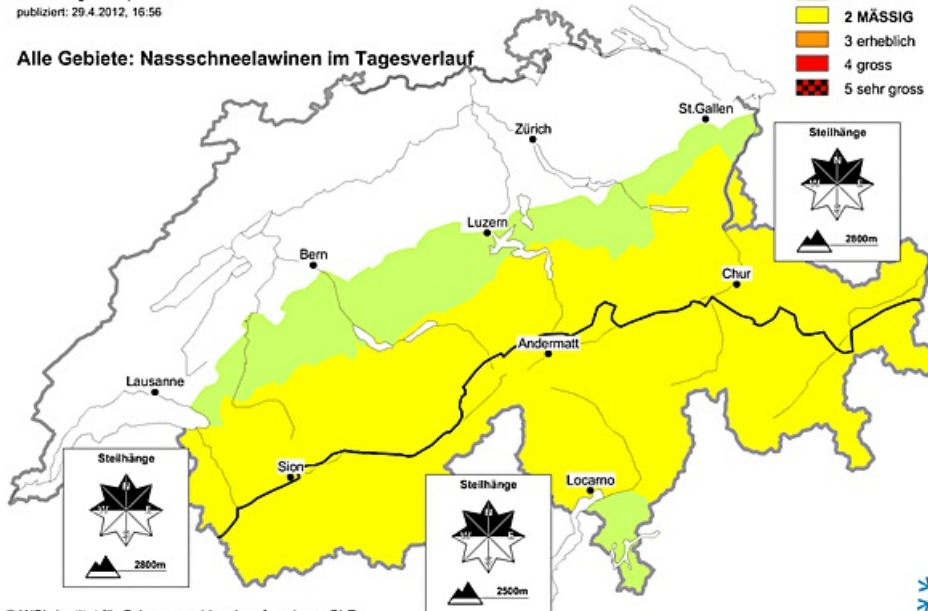 publiziert: 29.4.2012, 16:56
2 MÄSSIG
3 erheblich
4 gross
5 sehr gross
Alle Gebiete: Nassschneelawinen im Tagesverlauf
St.Gallen
Zürich
Steilhänge
N
W E
2800m
Luzern
Bern
Chur
Andermatt
Lausanne
Steilhänge
N
W E
2800m
Sion
Steilhänge
N
W E
2500m
Locarno